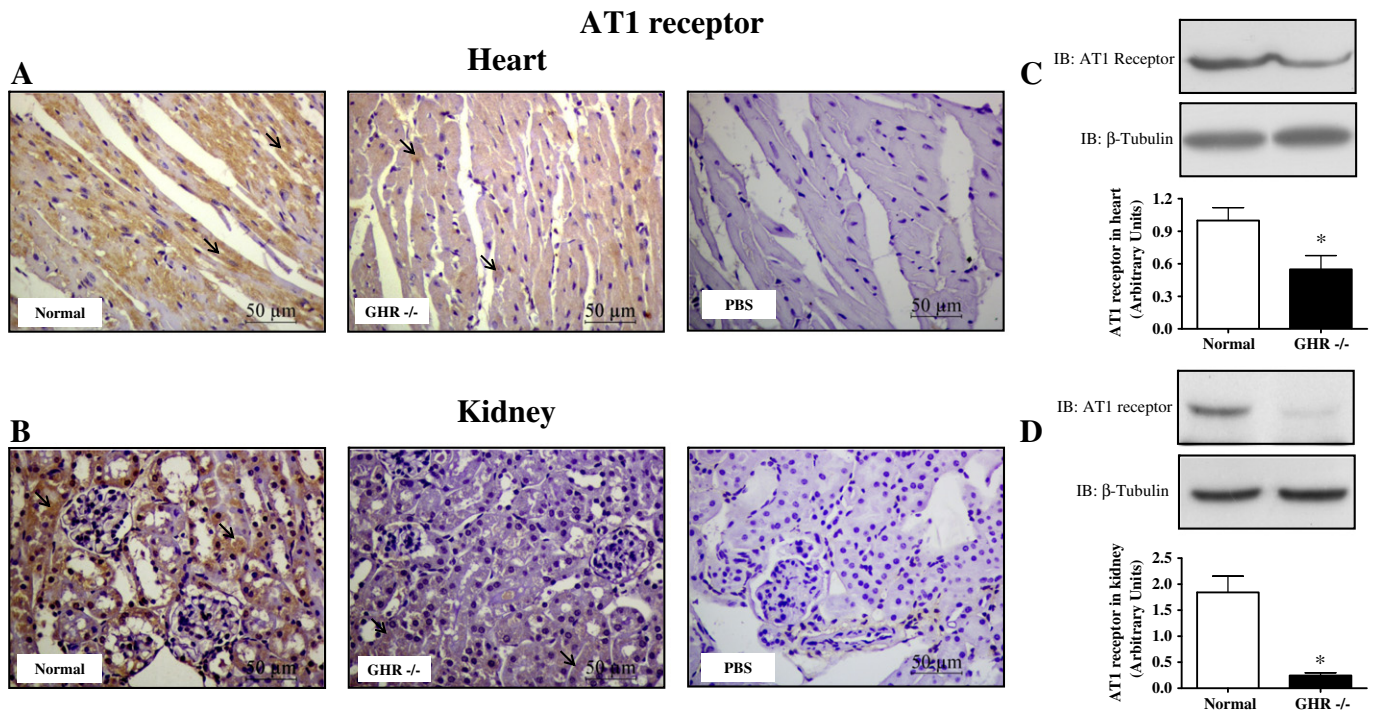 AT1 receptor
Heart
A
Normal
50 µm
GHR -/-
50 µm
PBS
50 µm
Kidney
B
Normal
50 µm
GHR -/-
50 µm
PBS
50 µm
C
IB: AT1 Receptor
IB: β-Tubulin
AT1 receptor in heart
(Arbitrary Units)
1.2
0.9
0.6
0.3
0.0
*
Normal GHR -/-
D
IB: AT1 receptor
IB: β-Tubulin
AT1 receptor in kidney
(Arbitrary Units)
2.5
2.0
1.5
1.0
0.5
0.0
*
Normal GHR -/-